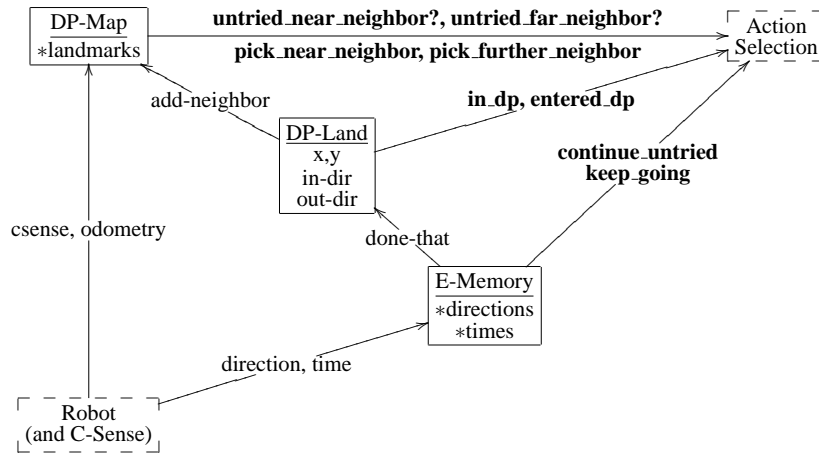 DP-Map
*landmarks
untried_near_neighbor?, untried_far_neighbor?
pick_near_neighbor, pick_further_neighbor
Action
Selection
add-neighbor
in_dp, entered_dp
DP-Land
x,y
in-dir
out-dir
continue_untried
keep_going
csense, odometry
done-that
E-Memory
*directions
*times
direction, time
Robot
(and C-Sense)